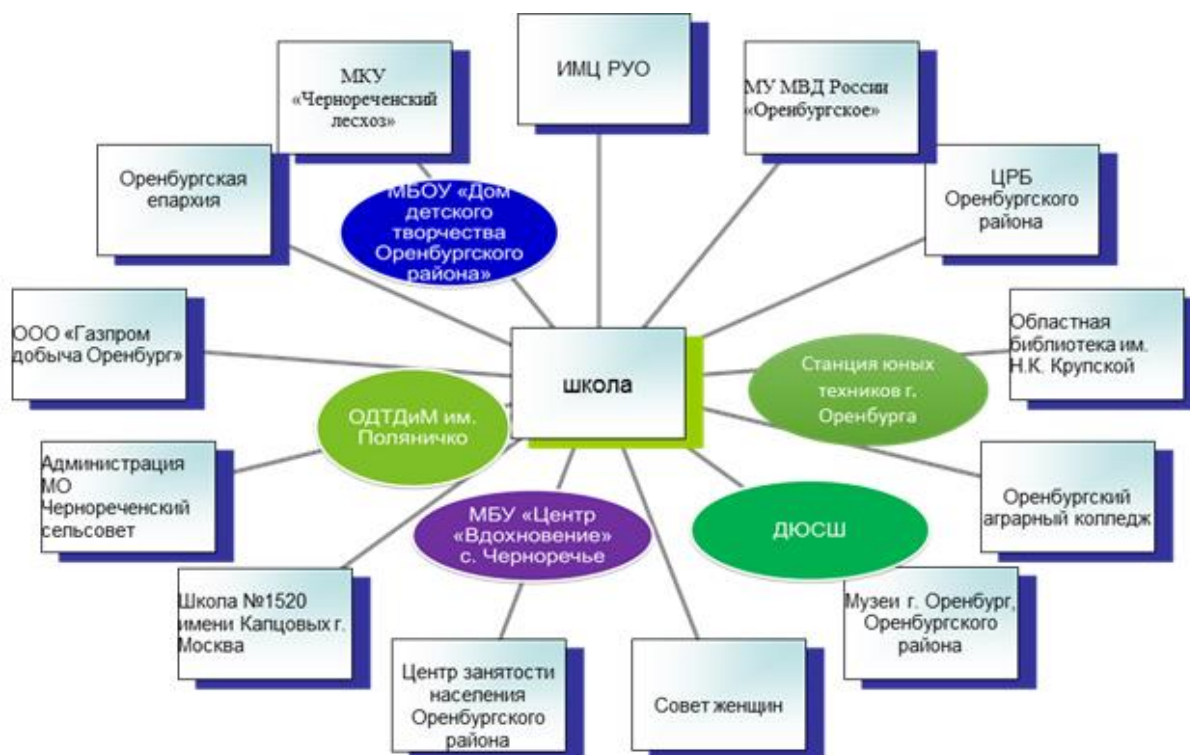 ИМЦ РУО
МКУ
«Чернореченский
лесхоз»
МУ МВД России
«Оренбургское»
Оренбургская
епархия
МБОУ «Дом
детского
творчества
Оренбургского
района»
ЦРБ
Оренбургского
района
ООО «Газпром
добыча Оренбург»
школа
Станция юных
техников г.
Оренбурга
Областная
библиотека им.
Н.К. Крупской
ОДТДиМ им.
Поляничко
Администрация
МО
Чернореченский
сельсовет
МБУ «Центр
«Вдохновение»
с. Черноречье
ДЮСШ
Оренбургский
аграрный колледж
Школа №1520
имени Капцовых г.
Москва
Центр занятости
населения
Оренбургского
района
Совет женщин
Музеи г. Оренбург,
Оренбургского
района